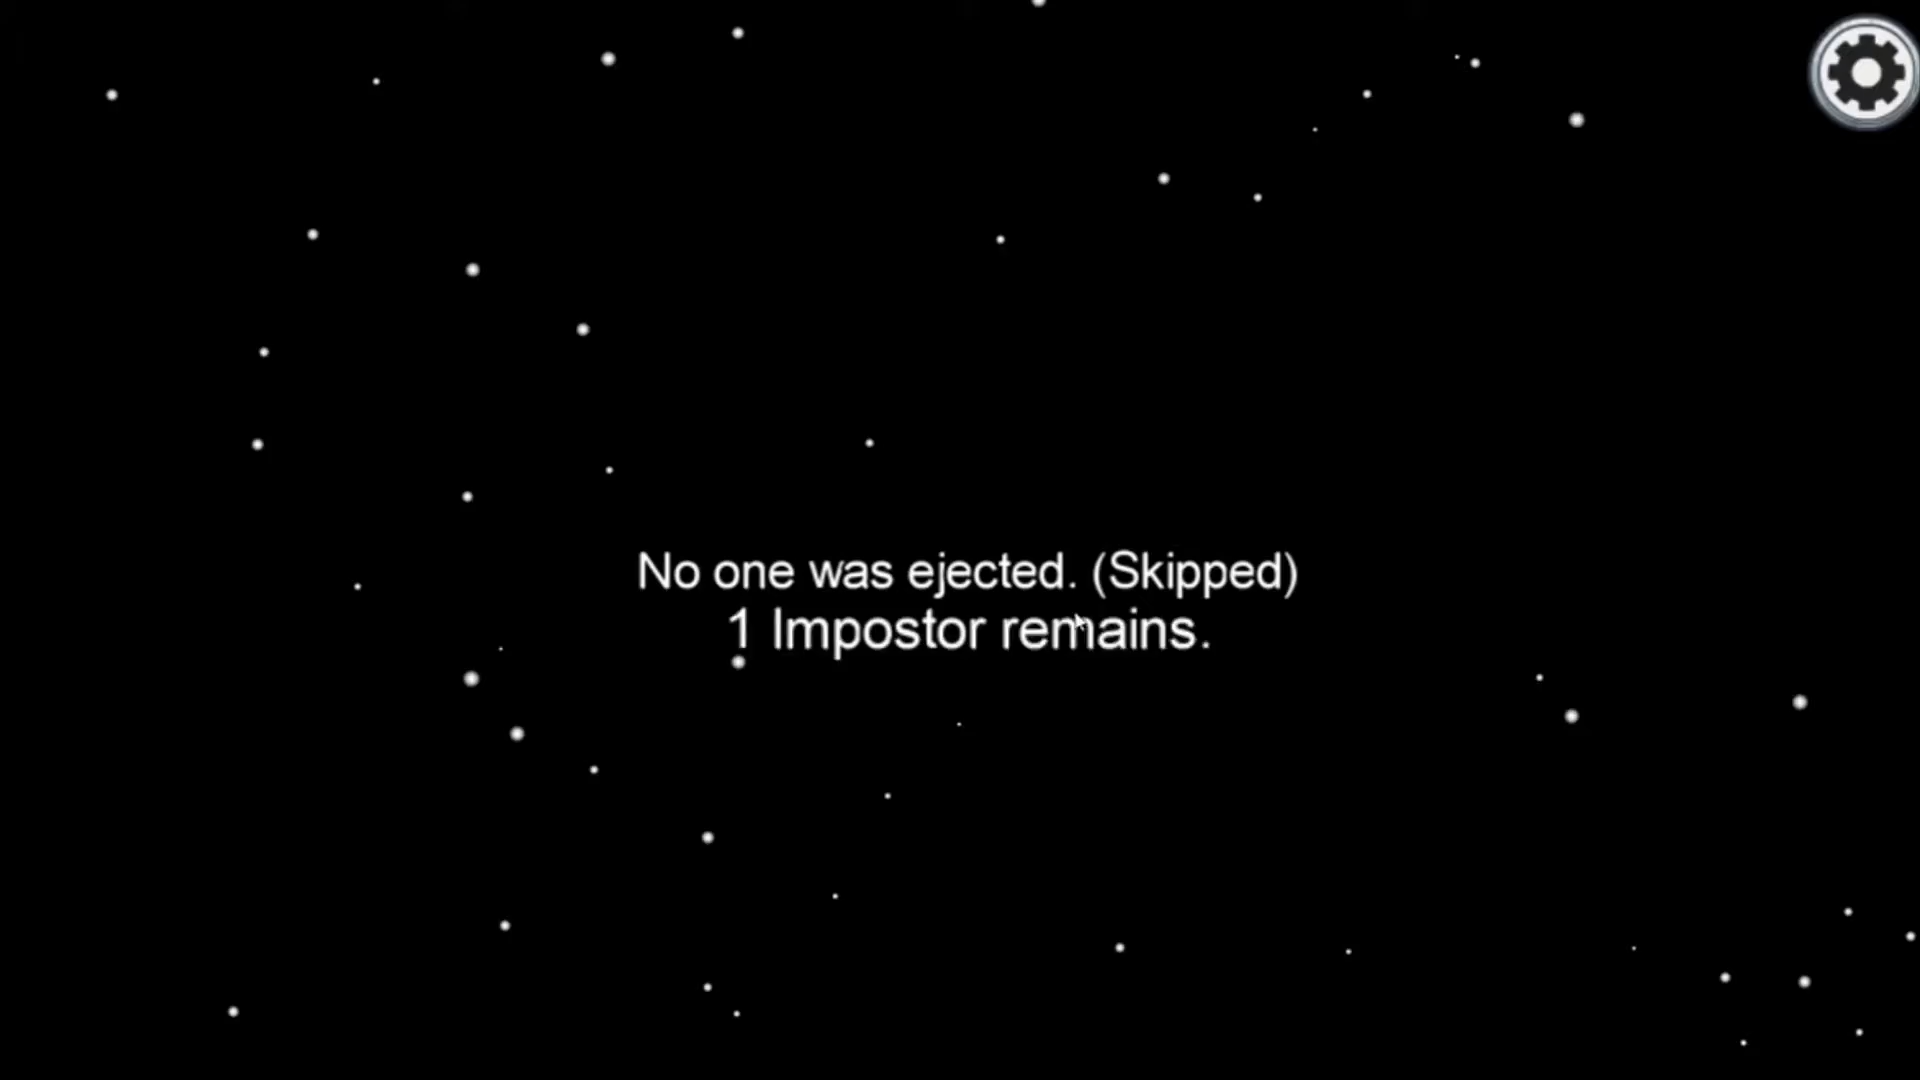 No one was ejected. (Skipped)
1 Impostor remains.